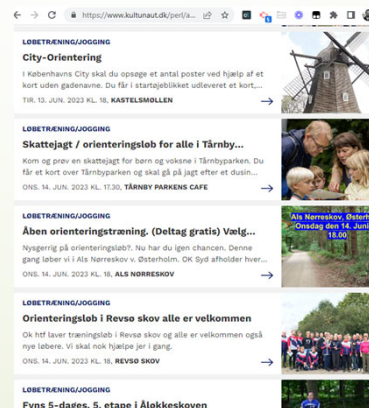 https://www.kultunaut.dk/perl/a...
LØBETRÆNING/JOGGING
City-Orientering
I Københavns City skal du opsøge et antal poster ved hjælp af et
kort uden gadenavne. Du får i startøjeblikket udleveret et kort,...
TIR. 13. JUN. 2023 KL. 18, KASTELSMØLLEN
LØBETRÆNING/JOGGING
Skattejagt / orienteringsløb for alle i Tårnby...
Kom og prøv en skattejagt for børn og voksne i Tårnbyparken. Du
får et kort over Tårnbyparken og skal gå på jagt efter et dusin...
ONS. 14. JUN. 2023 KL. 17.30, TÅRNBY PARKENS CAFE
LØBETRÆNING/JOGGING
Åben orienteringstræning. (Deltag gratis) Vælg...
Nysgerrig på orienteringsløb?. Nu har du igen chancen. Denne
gang løber vi i Als Nørreskov v. Østerholm. OK Syd afholder hver...
ONS. 14. JUN. 2023 KL. 18, ALS NØRRESKOV
Als Nørreskov, Østerh
Onsdag den 14. Juni
18.00
LØBETRÆNING/JOGGING
Orienteringsløb i Revsø skov alle er velkommen
Ok htf laver træningsløb i Revsø skov og alle er velkommen også
nye løbere. Vi skal nok hjælpe jer i gang.
ONS. 14. JUN. 2023 KL. 18, REVSØ SKOV
LØBETRÆNING/JOGGING
Fyns 5-dages, 5. etape i Åløkkeskoven